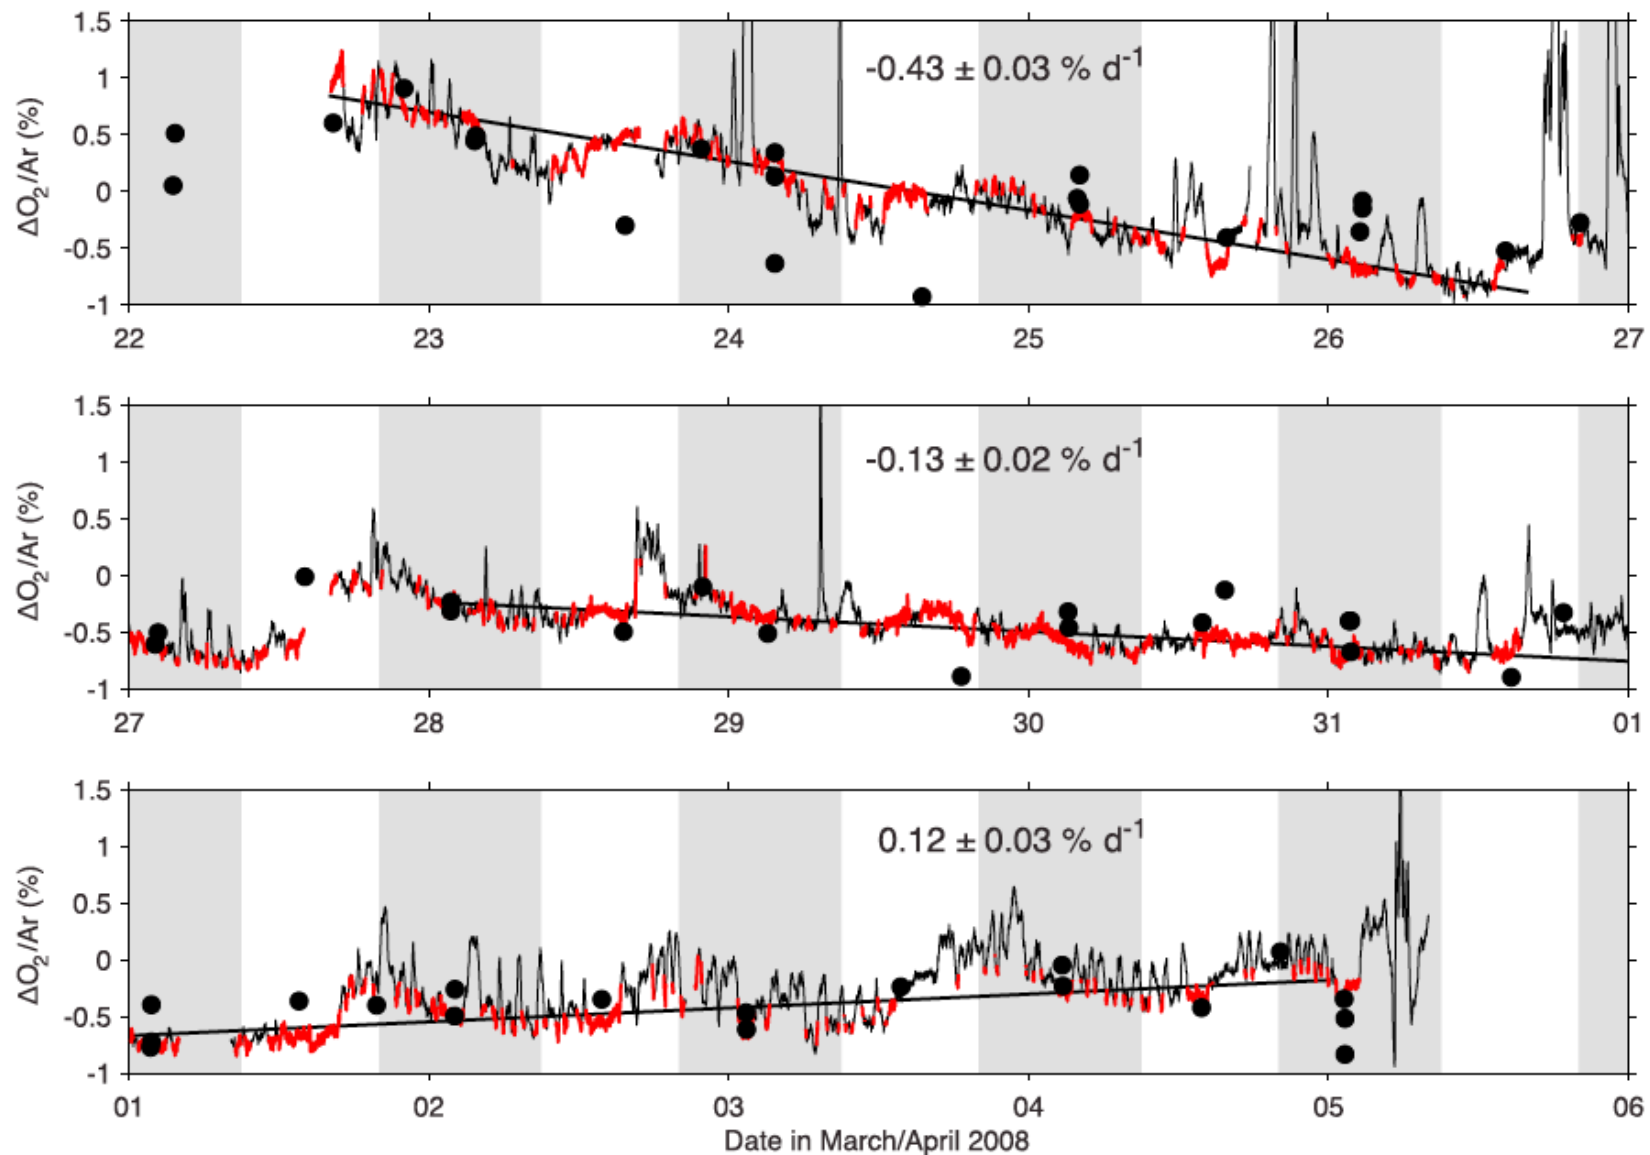 1.5
1
0.5
0
-0.5
-1
ΔO₂/Ar (%)
-0.43 ± 0.03 % d⁻¹
22 23 24 25 26 27
1.5
1
0.5
0
-0.5
-1
ΔO₂/Ar (%)
-0.13 ± 0.02 % d⁻¹
27 28 29 30 31 01
1.5
1
0.5
0
-0.5
-1
ΔO₂/Ar (%)
0.12 ± 0.03 % d⁻¹
01 02 03 04 05 06
Date in March/April 2008